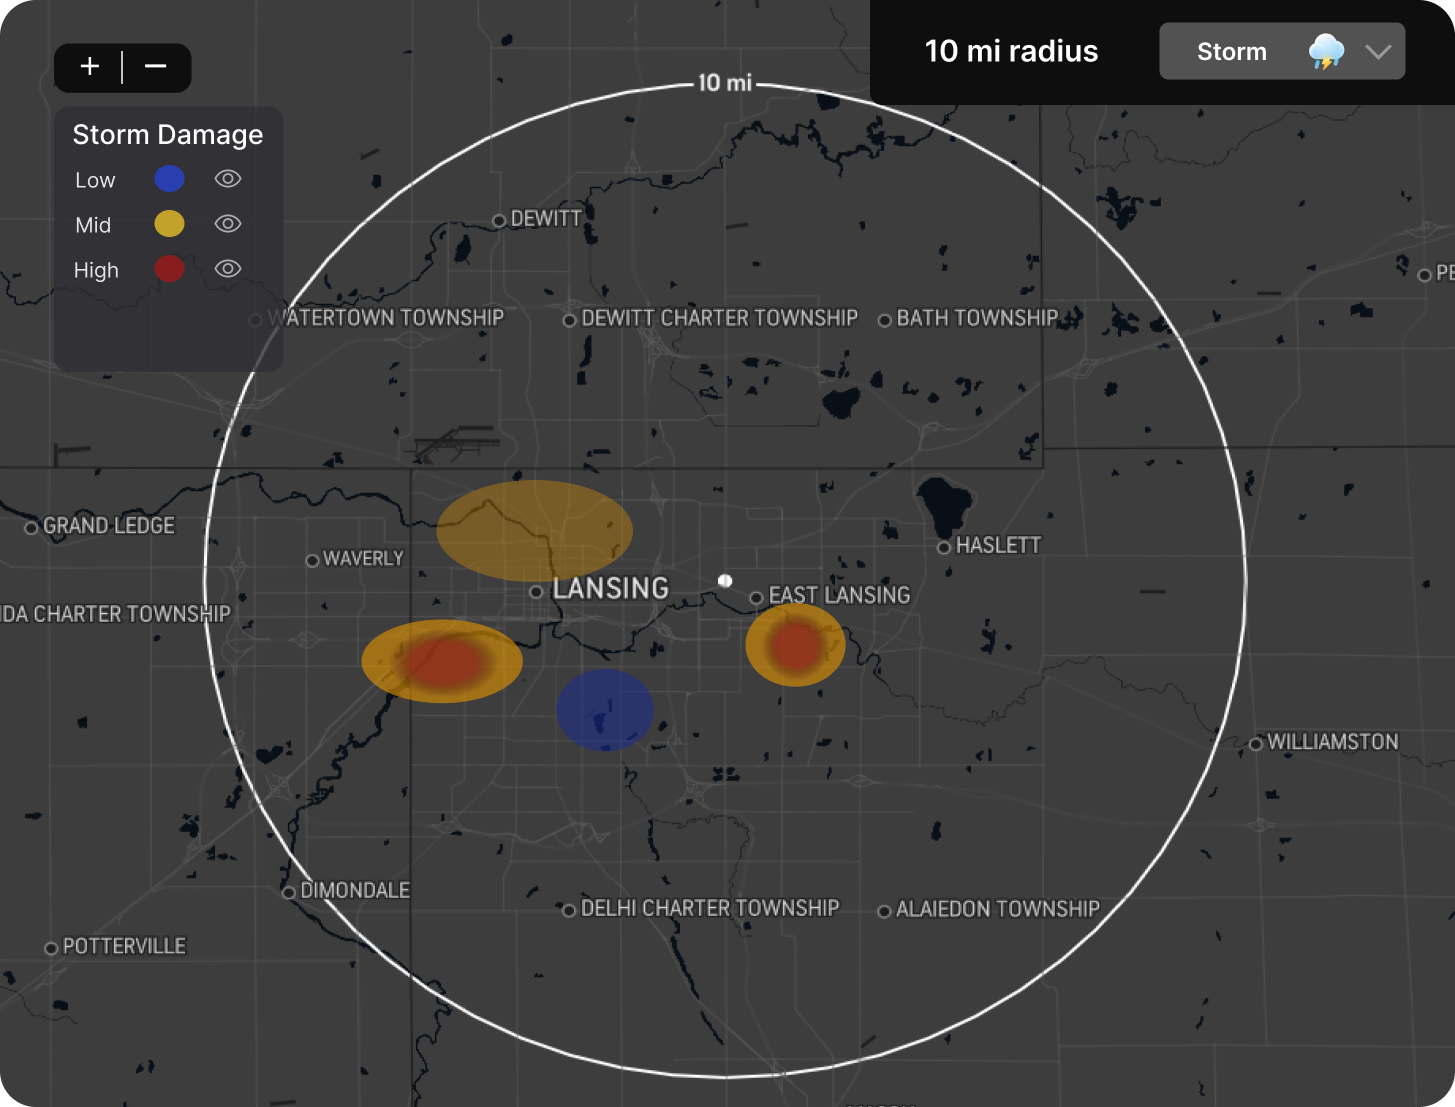 10 mi radius
Storm
+ | −
10 mi
Storm Damage
Low
Mid
High
DEWITT
WATERTOWN TOWNSHIP
DEWITT CHARTER TOWNSHIP
BATH TOWNSHIP
PE
GRAND LEDGE
WAVERLY
HASLETT
LANSING
EAST LANSING
IDA CHARTER TOWNSHIP
WILLIAMSTON
DIMONDALE
DELHI CHARTER TOWNSHIP
ALAIEDON TOWNSHIP
POTTERVILLE